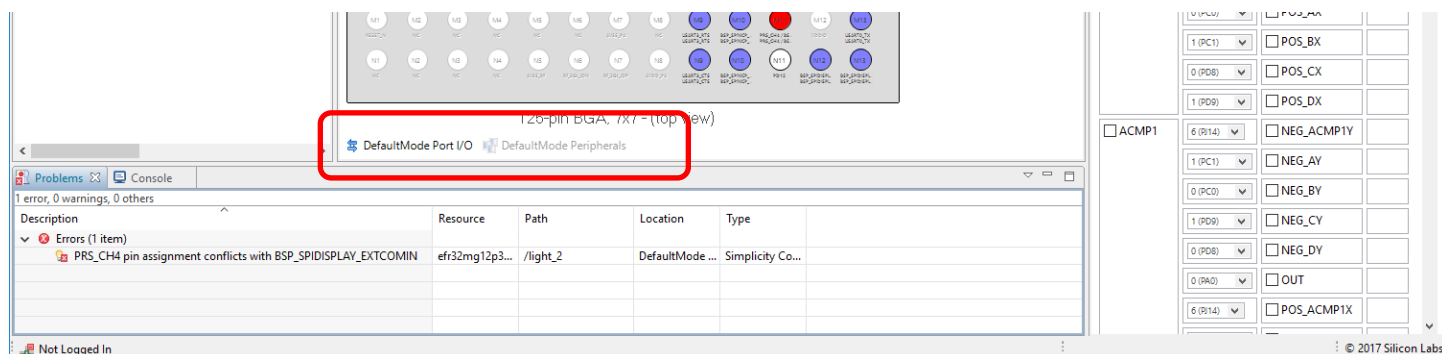 M1 M2 M3 M4 M5 M6 M7 M8 M9 M10 M12 M13
N1 N2 N3 N4 N5 N6 N7 N8 N9 N10 N11 N12 N13
125-pin BGA, 7x7 - (top view)
DefaultMode Port I/O DefaultMode Peripherals
Problems Console
1 error, 0 warnings, 0 others
Description Resource Path Location Type
Errors (1 item)
PRS_CH4 pin assignment conflicts with BSP_SPIDISPLAY_EXTCOMIN efr32mg12p3... /light_2 DefaultMode ... Simplicity Co...
0 (PC0) POS_AX
1 (PC1) POS_BX
0 (PD8) POS_CX
1 (PD9) POS_DX
ACMP1 6 (PJ14) NEG_ACMP1Y
1 (PC1) NEG_AY
0 (PC0) NEG_BY
1 (PD9) NEG_CY
0 (PD8) NEG_DY
0 (PA0) OUT
6 (PJ14) POS_ACMP1X
Not Logged In
© 2017 Silicon Labs